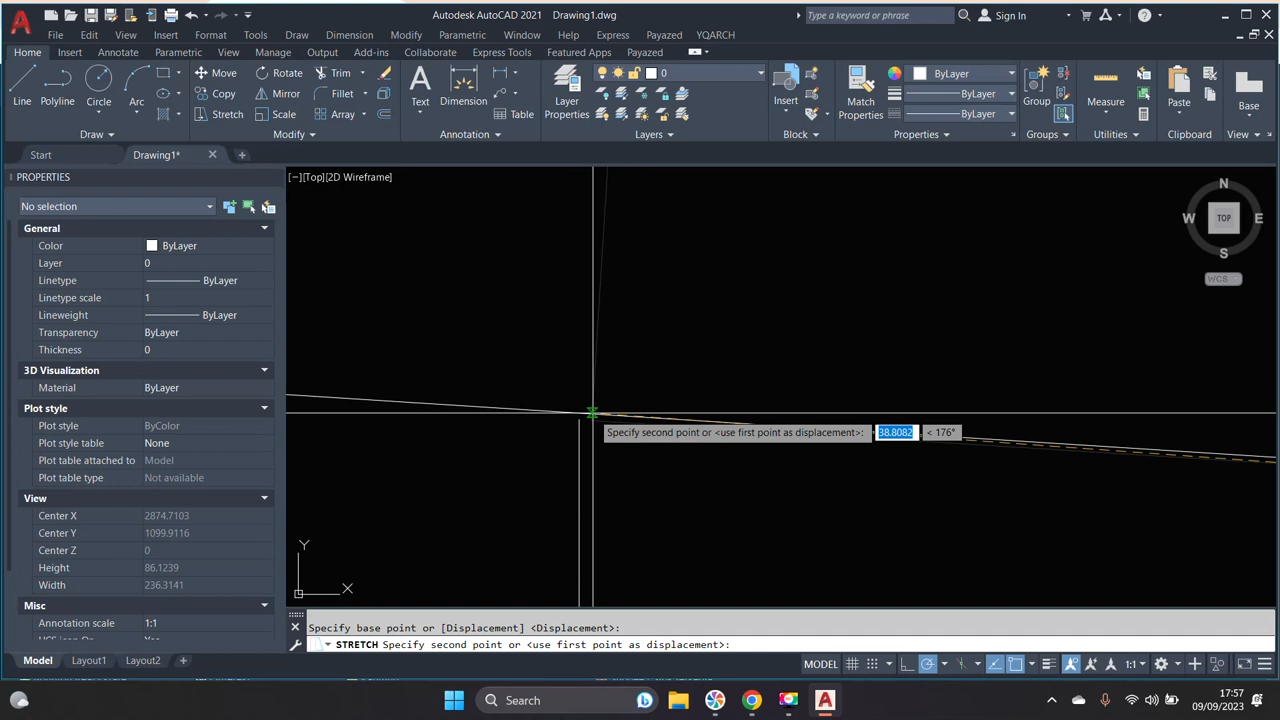 Autodesk AutoCAD 2021 Drawing1.dwg
Type a keyword or phrase
Sign In
File Edit View Insert Format Tools Draw Dimension Modify Parametric Window Help Express Payazed YQARCH
Home Insert Annotate Parametric View Manage Output Add-ins Collaborate Express Tools Featured Apps Payazed
Line Polyline Circle Arc
Move Rotate Trim
Copy Mirror Fillet
Stretch Scale Array
Text Dimension
Table
Layer Properties
0
Insert
Match Properties
ByLayer
ByLayer
ByLayer
Group
Measure
Paste
Base
Draw Modify Annotation Layers Block Properties Groups Utilities Clipboard View
Start Drawing1*
PROPERTIES
[−][Top][2D Wireframe]
No selection
General
Color ByLayer
Layer 0
Linetype ByLayer
Linetype scale 1
Lineweight ByLayer
Transparency ByLayer
Thickness 0
3D Visualization
Material ByLayer
Plot style
Plot style ByColor
Plot style table None
Plot table attached to Model
Plot table type Not available
View
Center X 2874.7103
Center Y 1099.9116
Center Z 0
Height 86.1239
Width 236.3141
Misc
Annotation scale 1:1
N
W TOP E
S
WCS
Specify second point or <use first point as displacement>: 38.8082 < 176°
Y
X
Specify base point or [Displacement] <Displacement>:
STRETCH Specify second point or <use first point as displacement>:
Model Layout1 Layout2
MODEL 1:1
Search
17:57
09/09/2023